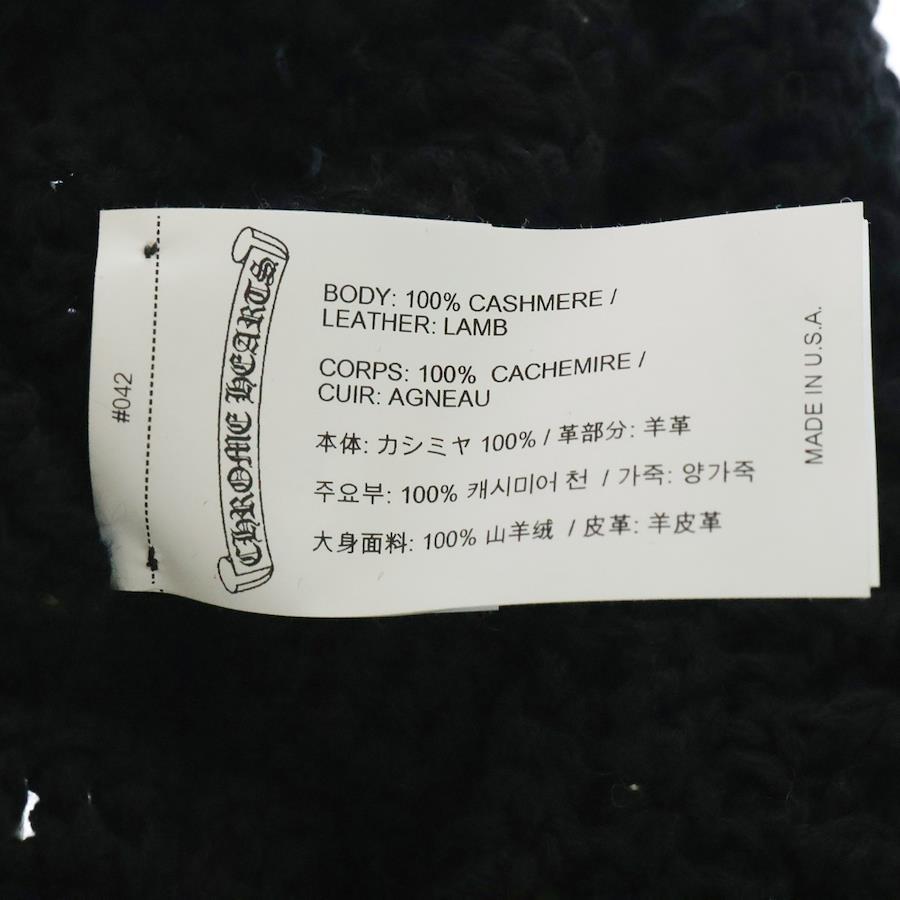 #042
CHROME HEARTS
BODY: 100% CASHMERE /
LEATHER: LAMB
CORPS: 100% CACHEMIRE /
CUIR: AGNEAU
本体: カシミヤ 100% / 革部分: 羊革
주요부: 100% 캐시미어 천 / 가죽: 양가죽
大身面料: 100% 山羊绒 / 皮革: 羊皮革
MADE IN U.S.A.